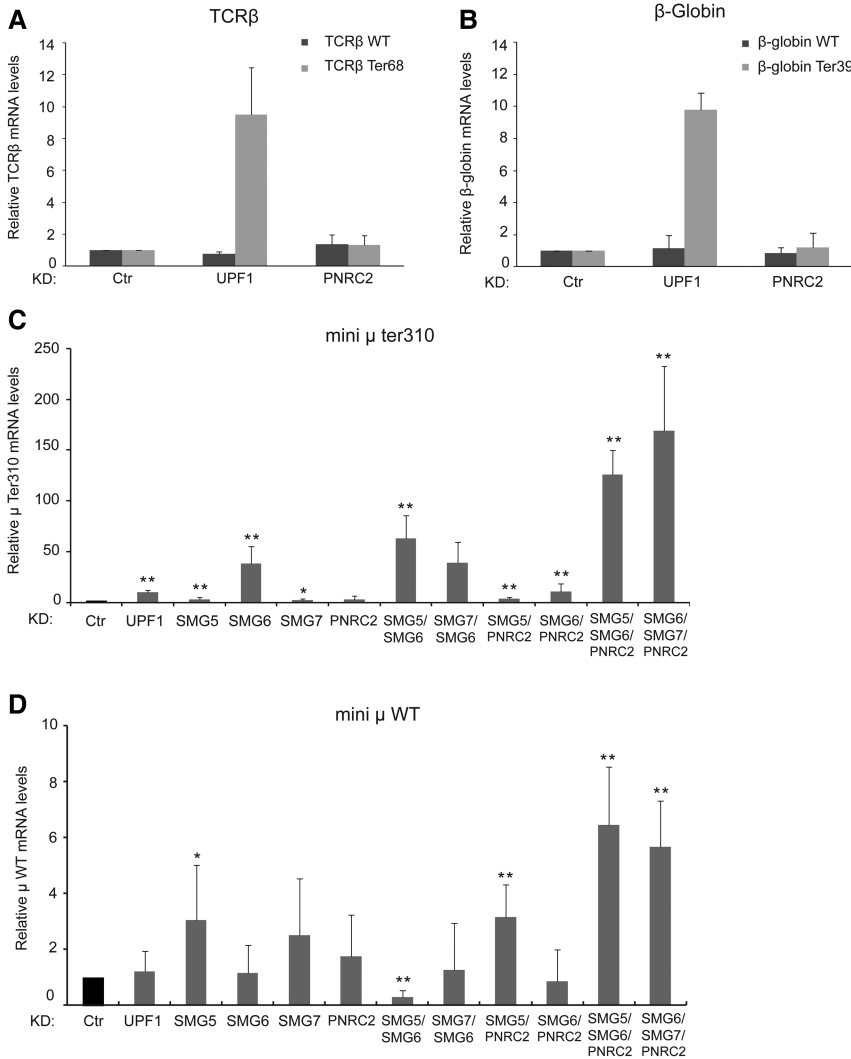 A
TCRβ
Relative TCRβ mRNA levels
14
12
10
8
6
4
2
0
TCRβ WT
TCRβ Ter68
KD:
Ctr
UPF1
PNRC2
B
β-Globin
Relative β-globin mRNA levels
14
12
10
8
6
4
2
0
β-globin WT
β-globin Ter39
KD:
Ctr
UPF1
PNRC2
C
mini µ ter310
Relative µ Ter310 mRNA levels
250
200
150
100
50
0
** ** ** * ** ** ** ** **
KD:
Ctr
UPF1
SMG5
SMG6
SMG7
PNRC2
SMG5/
SMG6
SMG7/
SMG6
SMG5/
PNRC2
SMG6/
PNRC2
SMG5/
SMG6/
PNRC2
SMG6/
SMG7/
PNRC2
D
mini µ WT
Relative µ WT mRNA levels
10
8
6
4
2
0
* ** ** ** **
KD:
Ctr
UPF1
SMG5
SMG6
SMG7
PNRC2
SMG5/
SMG6
SMG7/
SMG6
SMG5/
PNRC2
SMG6/
PNRC2
SMG5/
SMG6/
PNRC2
SMG6/
SMG7/
PNRC2